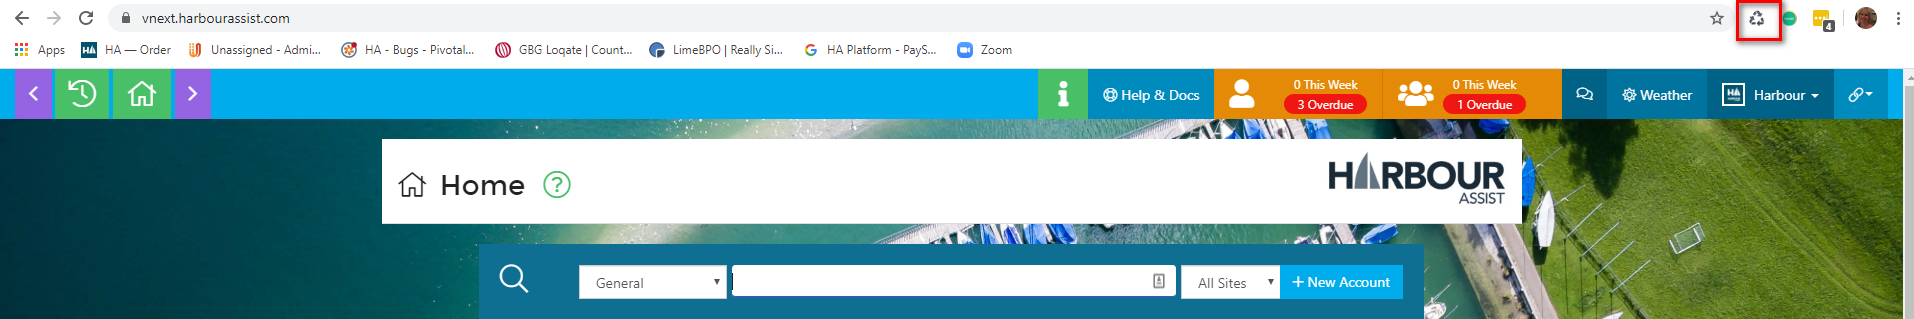 vnext.harbourassist.com
4
Apps HA — Order Unassigned - Admi... HA - Bugs - Pivotal... GBG Loqate | Count... LimeBPO | Really Si... HA Platform - PayS... Zoom
Help & Docs
0 This Week
3 Overdue
0 This Week
1 Overdue
Weather
Harbour
Home ?
HARBOUR
ASSIST
General All Sites + New Account